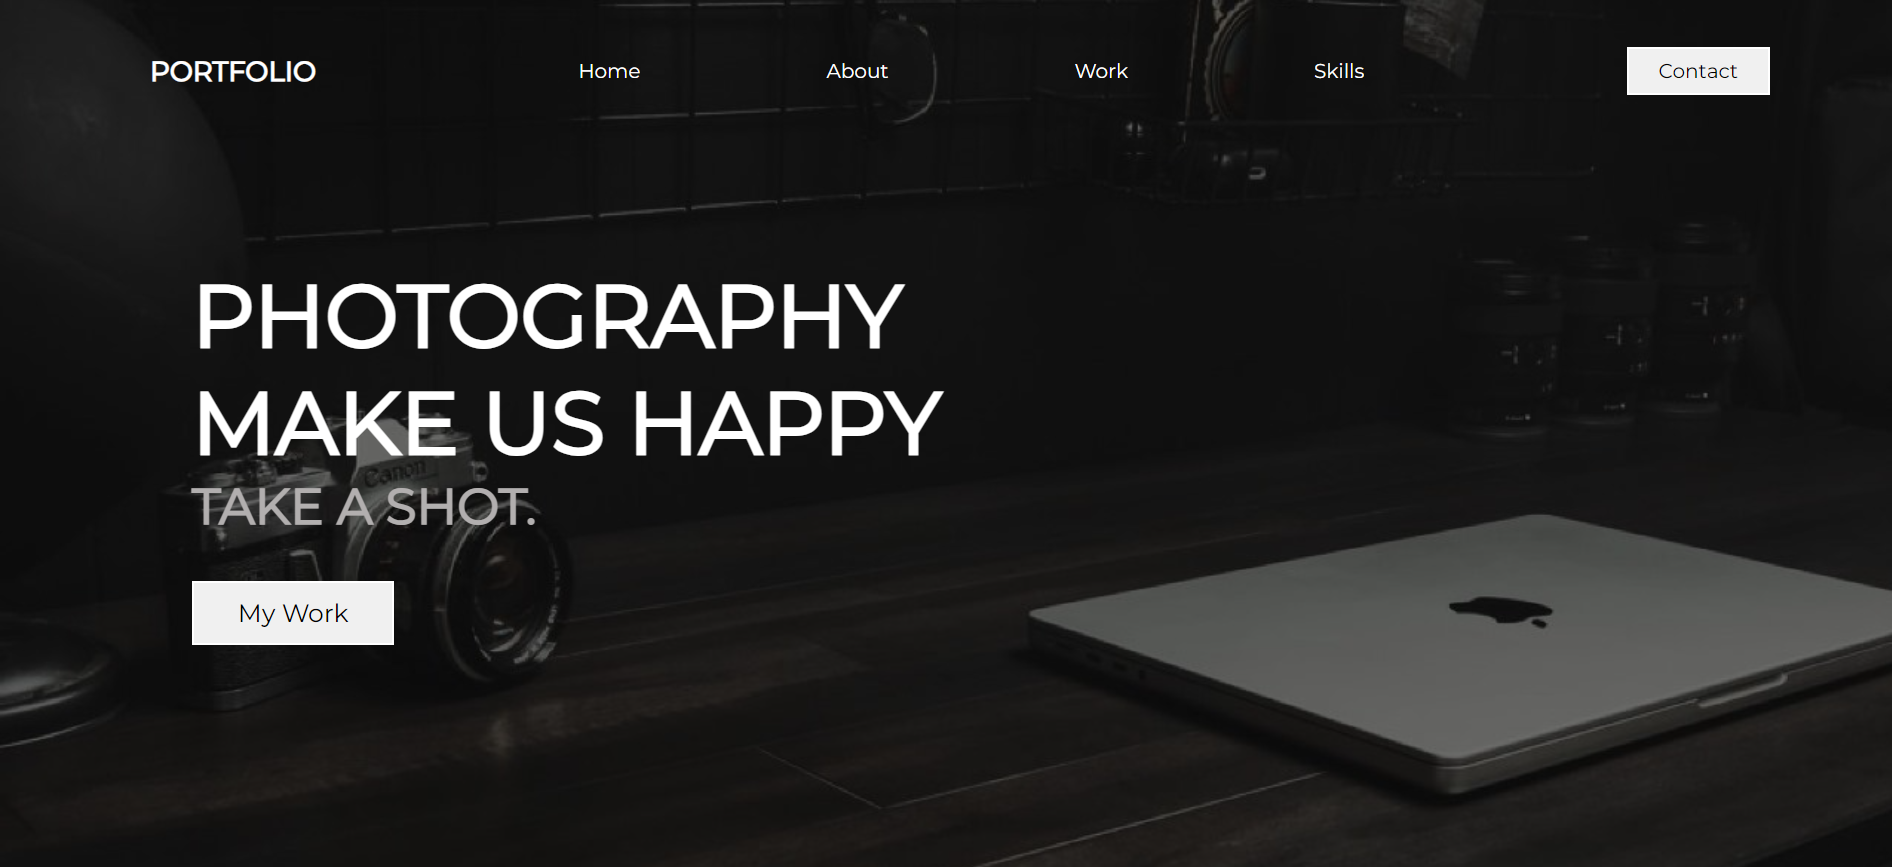 PORTFOLIO Home About Work Skills Contact
PHOTOGRAPHY
MAKE US HAPPY
Canon
TAKE A SHOT.
My Work